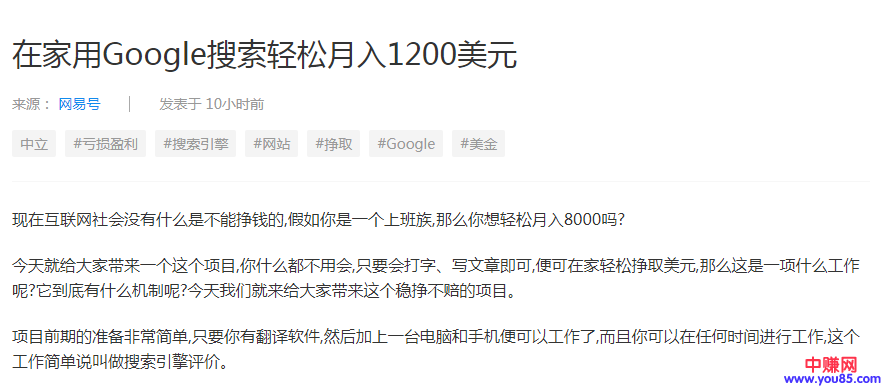 在家用Google搜索轻松月入1200美元
来源： 网易号 | 发表于 10小时前
中立 #亏损盈利 #搜索引擎 #网站 #挣取 #Google #美金
现在互联网社会没有什么是不能挣钱的,假如你是一个上班族,那么你想轻松月入8000吗?
今天就给大家带来一个这个项目,你什么都不用会,只要会打字、写文章即可,便可在家轻松挣取美元,那么这是一项什么工作
呢?它到底有什么机制呢?今天我们就来给大家带来这个稳挣不赔的项目。
项目前期的准备非常简单,只要你有翻译软件,然后加上一台电脑和手机便可以工作了,而且你可以在任何时间进行工作,这个
工作简单说叫做搜索引擎评价。
中赚网
www.you85.com